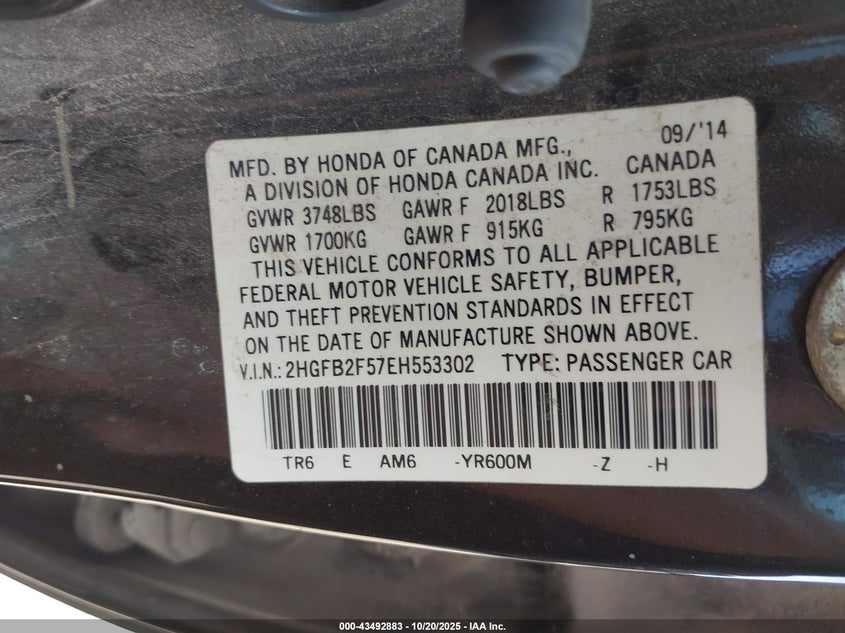 09/'14
MFD. BY HONDA OF CANADA MFG.,
A DIVISION OF HONDA CANADA INC. CANADA
GVWR 3748LBS GAWR F 2018LBS R 1753LBS
GVWR 1700KG GAWR F 915KG R 795KG
THIS VEHICLE CONFORMS TO ALL APPLICABLE
FEDERAL MOTOR VEHICLE SAFETY, BUMPER,
AND THEFT PREVENTION STANDARDS IN EFFECT
ON THE DATE OF MANUFACTURE SHOWN ABOVE.
V.I.N.: 2HGFB2F57EH553302 TYPE: PASSENGER CAR
TR6 E AM6 -YR600M -Z -H
000-43492883 - 10/20/2025 - IAA Inc.